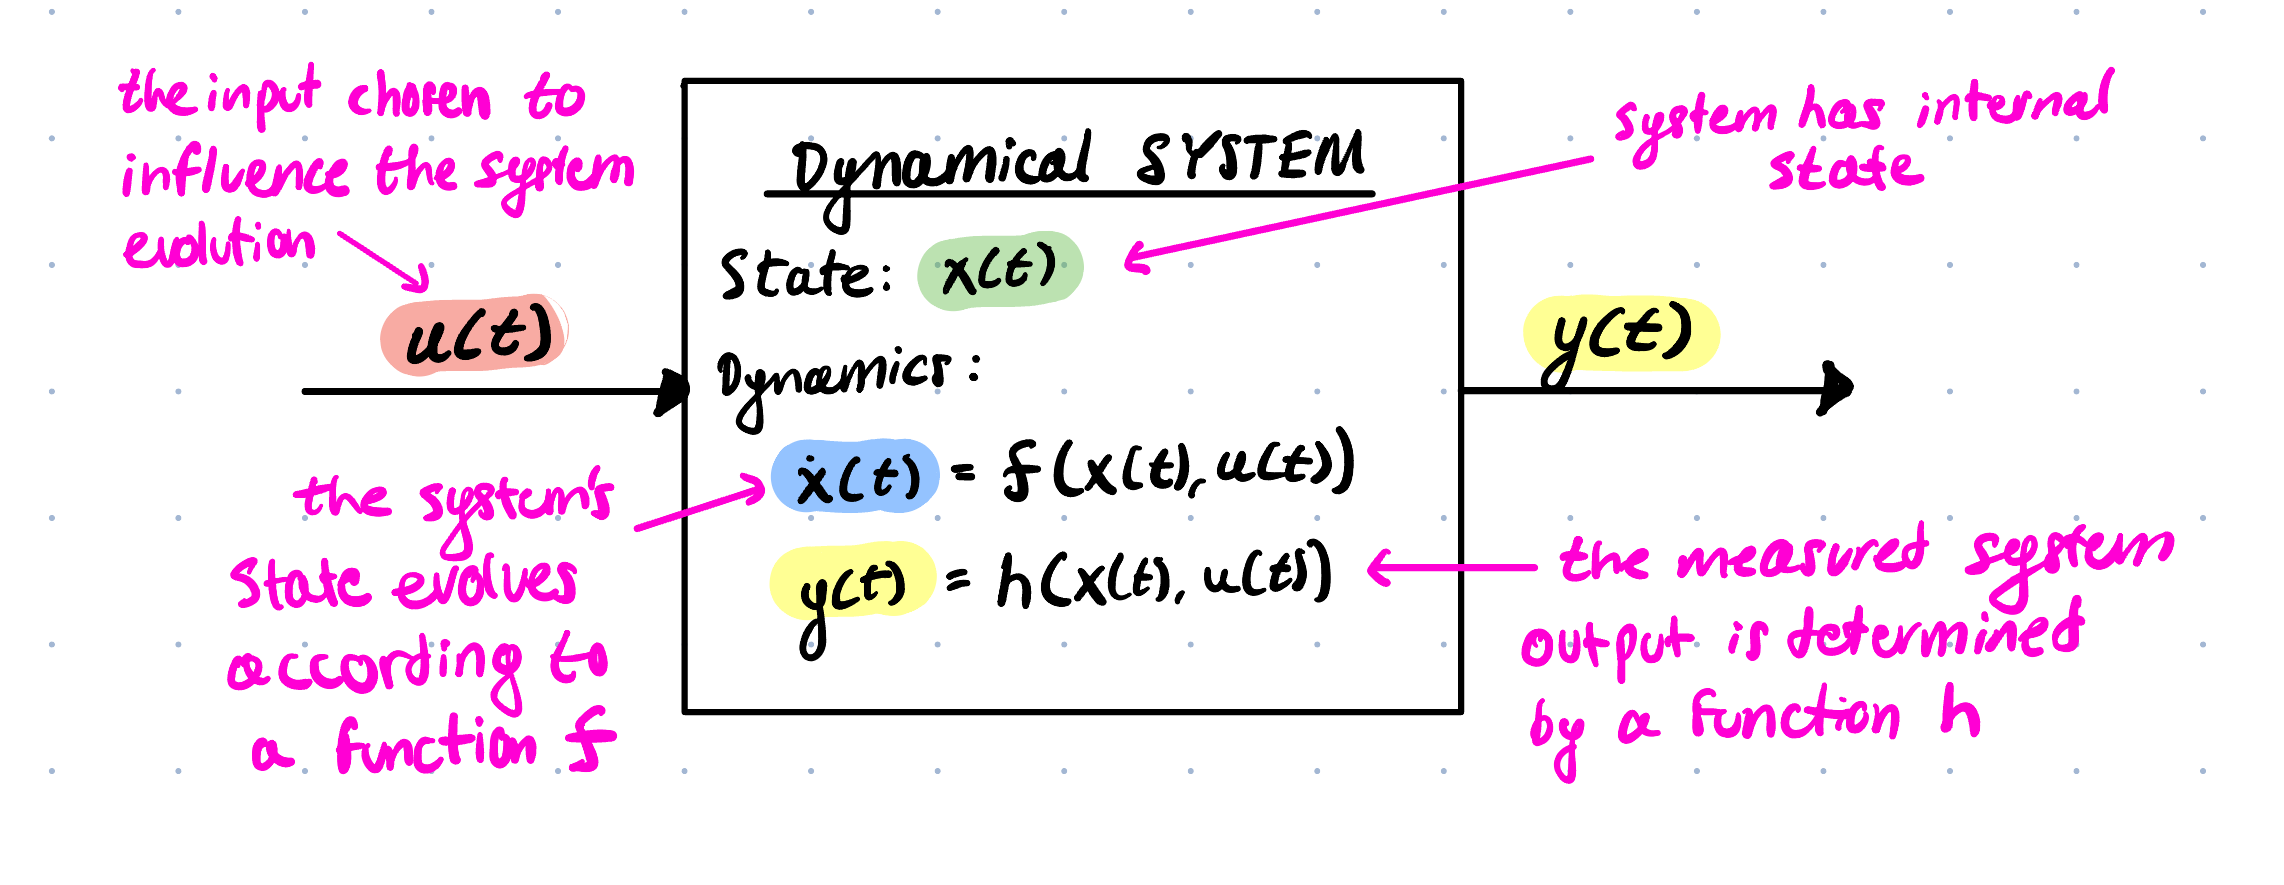 the input chosen to
influence the system
evolution
u(t)
Dynamical SYSTEM
State: x(t)
Dynamics:
ẋ(t) = f(x(t), u(t))
y(t) = h(x(t), u(t))
system has internal
state
y(t)
the system's
State evolves
according to
a function f
the measured system
output is determined
by a function h